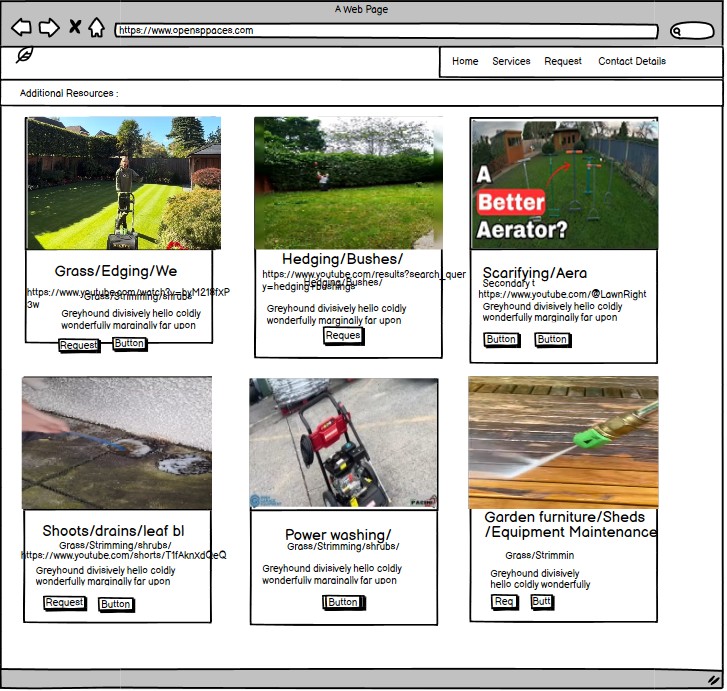 A Web Page
https://www.opensppaces.com
Home Services Request Contact Details
Additional Resources :
Grass/Edging/We
https://www.youtube.com/watch?v=byM218fxP
3w
Grass/Strimming/shrubs
Greyhound divisively hello coldly
wonderfully marginally far upon
Request Button
Hedging/Bushes/
https://www.youtube.com/results?search_quer
y=hedging+bushings
Hedging/Bushes/
Greyhound divisively hello coldly
wonderfully marginally far upon
Reques
A
Better
Aerator?
Scarifying/Aera
Secondary t
https://www.youtube.com/@LawnRight
Greyhound divisively hello coldly
wonderfully marginally far upon
Button Button
Shoots/drains/leaf bl
Grass/Strimming/shrubs/
https://www.youtube.com/shorts/T1fAknXdQeQ
Greyhound divisively hello coldly
wonderfully marginally far upon
Request Button
Power washing/
Grass/Strimming/shrubs/
Greyhound divisively hello coldly
wonderfully marginally far upon
Button
Garden furniture/Sheds
/Equipment Maintenance
Grass/Strimmin
Greyhound divisively
hello coldly wonderfully
Req Butt